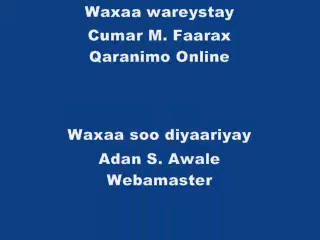 Waxaa wareystay
Cumar M. Faarax
Qaranimo Online
Waxaa soo diyaariyay
Adan S. Awale
Webamaster